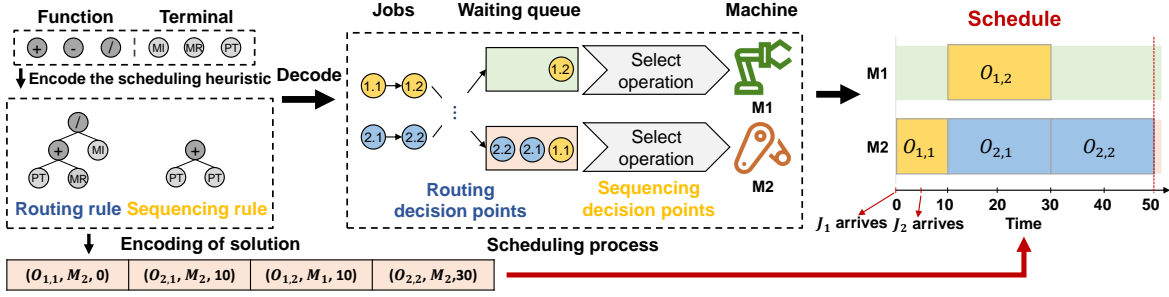 Function Terminal
+ - / MI MR PT
Encode the scheduling heuristic
/
+ MI
PT MR
+
PT PT
Routing rule Sequencing rule
Encoding of solution
(O1,1, M2, 0) (O2,1, M2, 10) (O1,2, M1, 10) (O2,2, M2,30)
Decode
Jobs Waiting queue Machine
1.1 1.2
2.1 2.2
...
1.2
Select
operation
M1
2.2 2.1 1.1
Select
operation
M2
Routing
decision points
Sequencing
decision points
Scheduling process
Schedule
M1 O1,2
M2 O1,1 O2,1 O2,2
0 10 20 30 40 50
J1 arrives J2 arrives Time